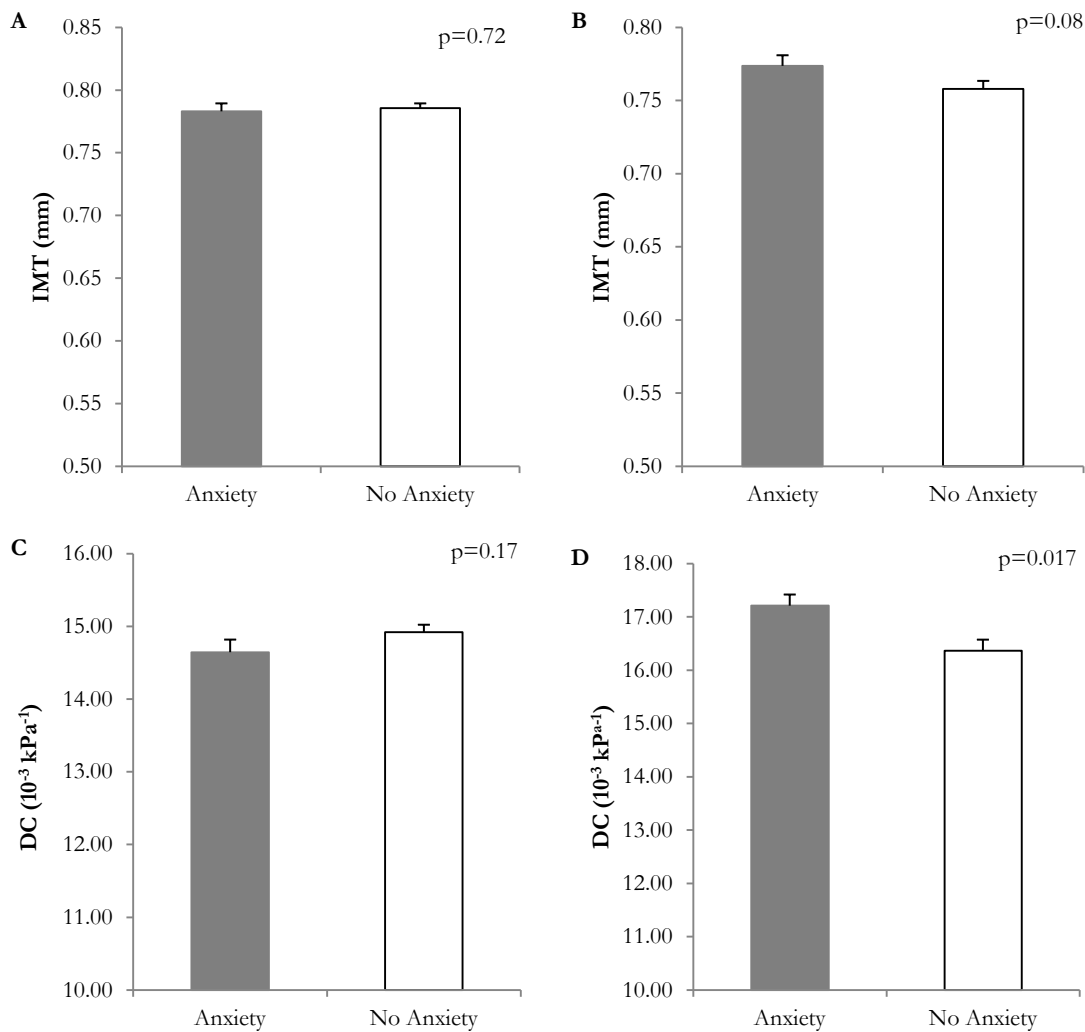 A
p=0.72
IMT (mm)
0.85
0.80
0.75
0.70
0.65
0.60
0.55
0.50
Anxiety No Anxiety
B
p=0.08
IMT (mm)
0.80
0.75
0.70
0.65
0.60
0.55
0.50
Anxiety No Anxiety
C
p=0.17
DC (10⁻³ kPa⁻¹)
16.00
15.00
14.00
13.00
12.00
11.00
10.00
Anxiety No Anxiety
D
p=0.017
DC (10⁻³ kPᵃ⁻¹)
18.00
17.00
16.00
15.00
14.00
13.00
12.00
11.00
10.00
Anxiety No Anxiety